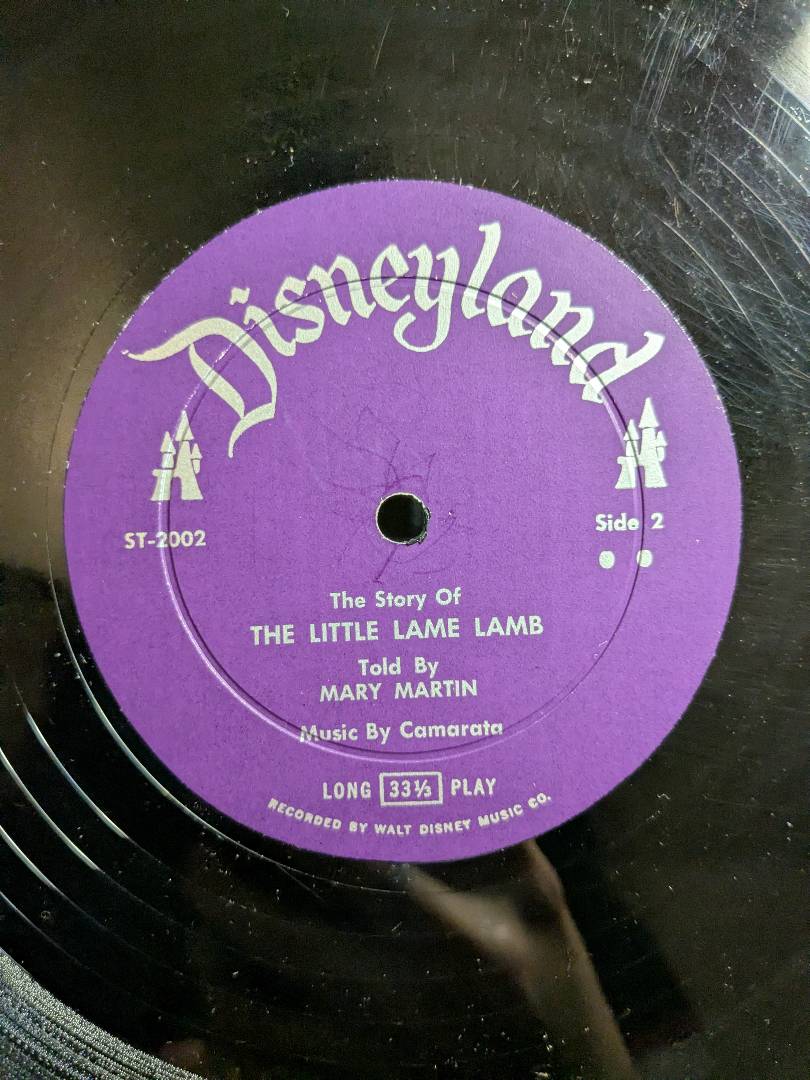 Disneyland
ST-2002
Side 2
The Story Of
THE LITTLE LAME LAMB
Told By
MARY MARTIN
Music By Camarata
LONG 33⅓ PLAY
RECORDED BY WALT DISNEY MUSIC CO.